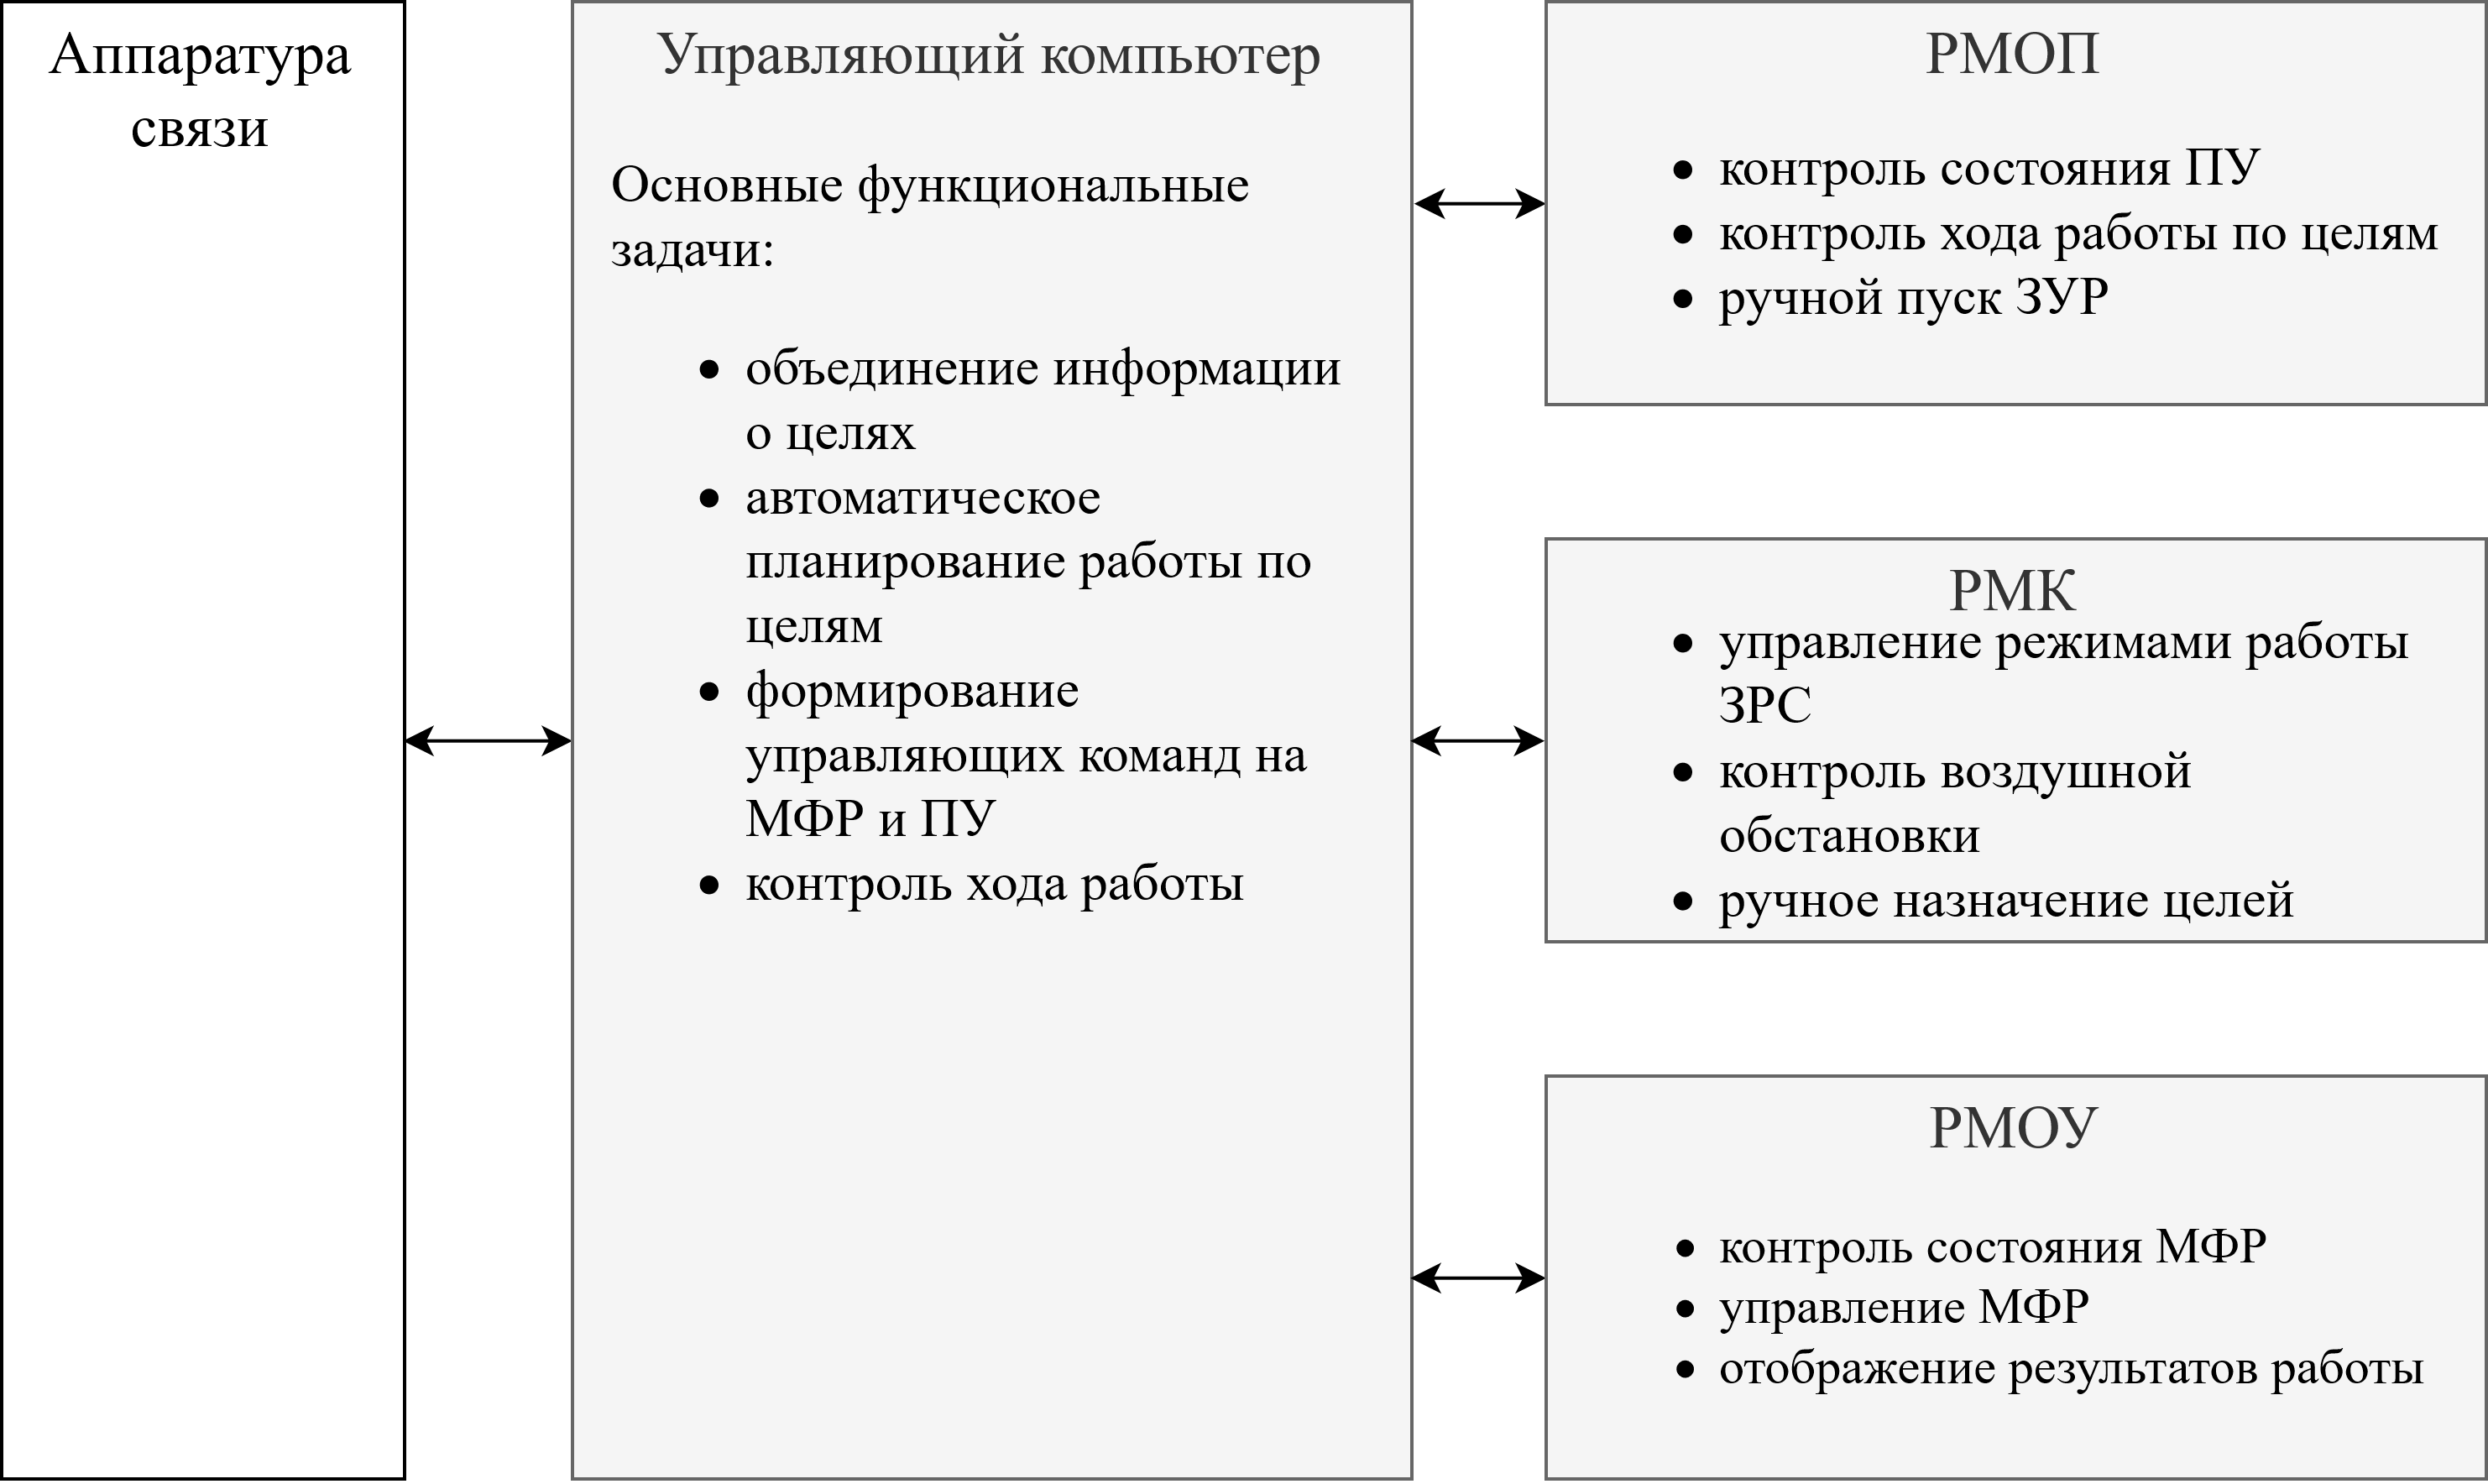 Аппаратура
связи
Управляющий компьютер
Основные функциональные
задачи:
• объединение информации
о целях
• автоматическое
планирование работы по
целям
• формирование
управляющих команд на
МФР и ПУ
• контроль хода работы
РМОП
• контроль состояния ПУ
• контроль хода работы по целям
• ручной пуск ЗУР
РМК
• управление режимами работы
ЗРС
• контроль воздушной
обстановки
• ручное назначение целей
РМОУ
• контроль состояния МФР
• управление МФР
• отображение результатов работы